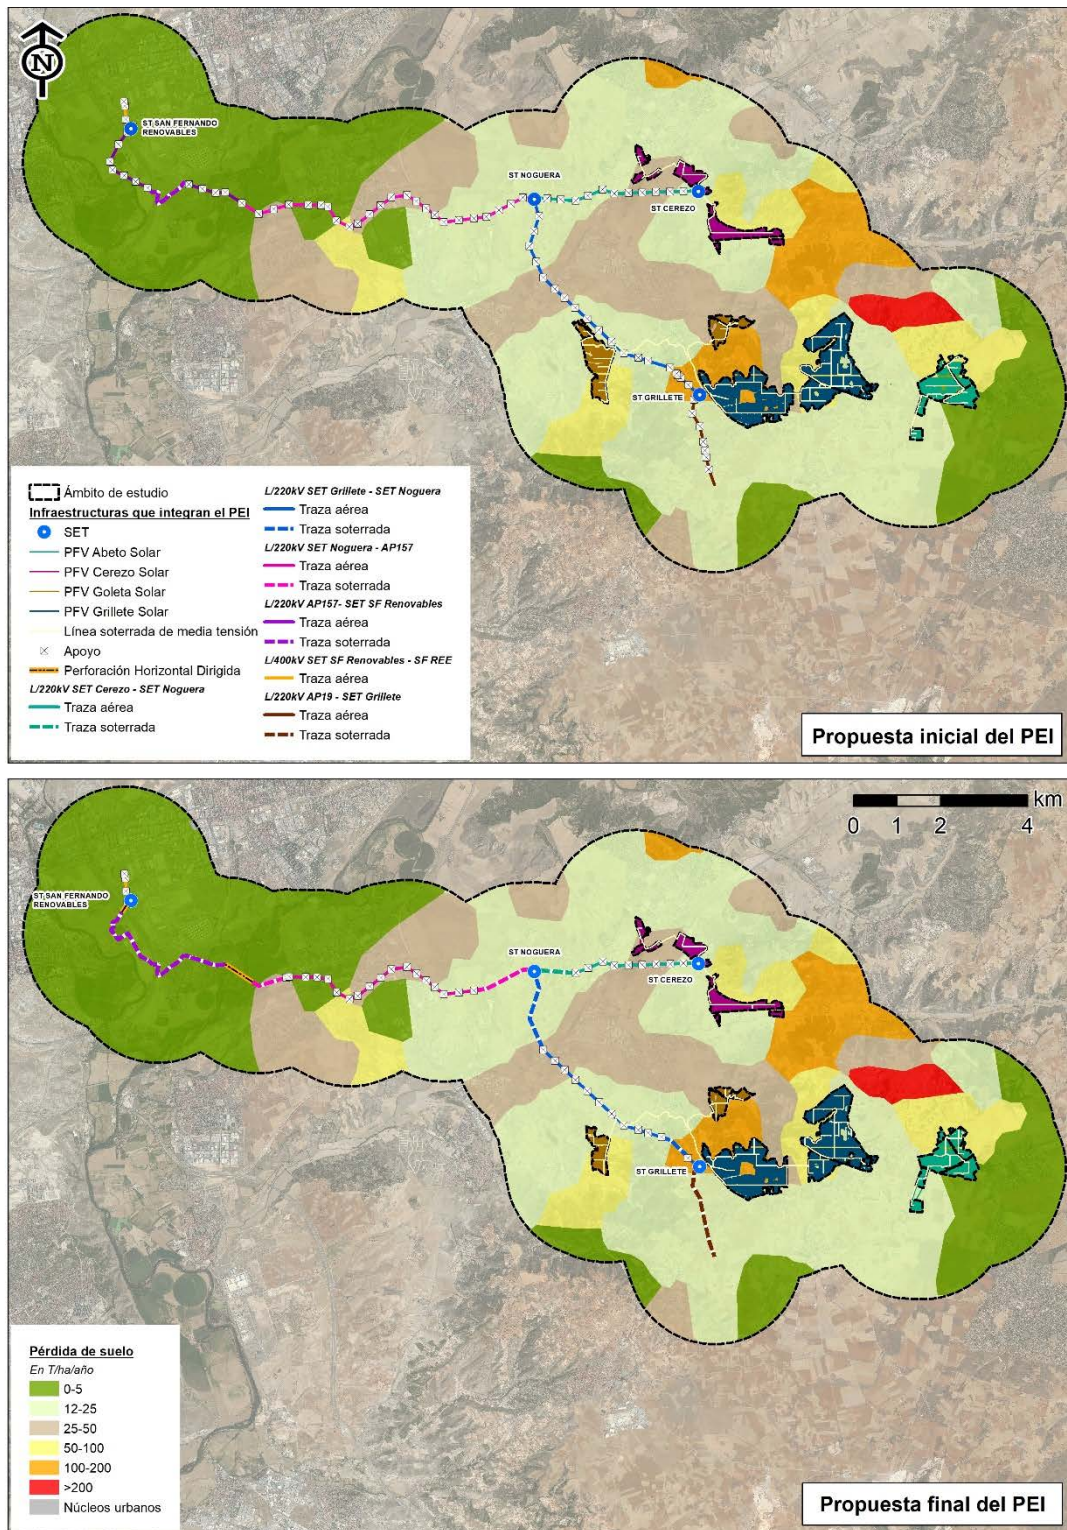 N
ST SAN FERNANDO
RENOVABLES
ST NOGUERA
ST CEREZO
ST GRILLETE
Ámbito de estudio
Infraestructuras que integran el PEI
SET
PFV Abeto Solar
PFV Cerezo Solar
PFV Goleta Solar
PFV Grillete Solar
Línea soterrada de media tensión
Apoyo
Perforación Horizontal Dirigida
L/220kV SET Cerezo - SET Noguera
Traza aérea
Traza soterrada
L/220kV SET Grillete - SET Noguera
Traza aérea
Traza soterrada
L/220kV SET Noguera - AP157
Traza aérea
Traza soterrada
L/220kV AP157- SET SF Renovables
Traza aérea
Traza soterrada
L/400kV SET SF Renovables - SF REE
Traza aérea
L/220kV AP19 - SET Grillete
Traza aérea
Traza soterrada
Propuesta inicial del PEI
km
0 1 2 4
ST SAN FERNANDO
RENOVABLES
ST NOGUERA
ST CEREZO
ST GRILLETE
Pérdida de suelo
En T/ha/año
0-5
12-25
25-50
50-100
100-200
>200
Núcleos urbanos
Propuesta final del PEI